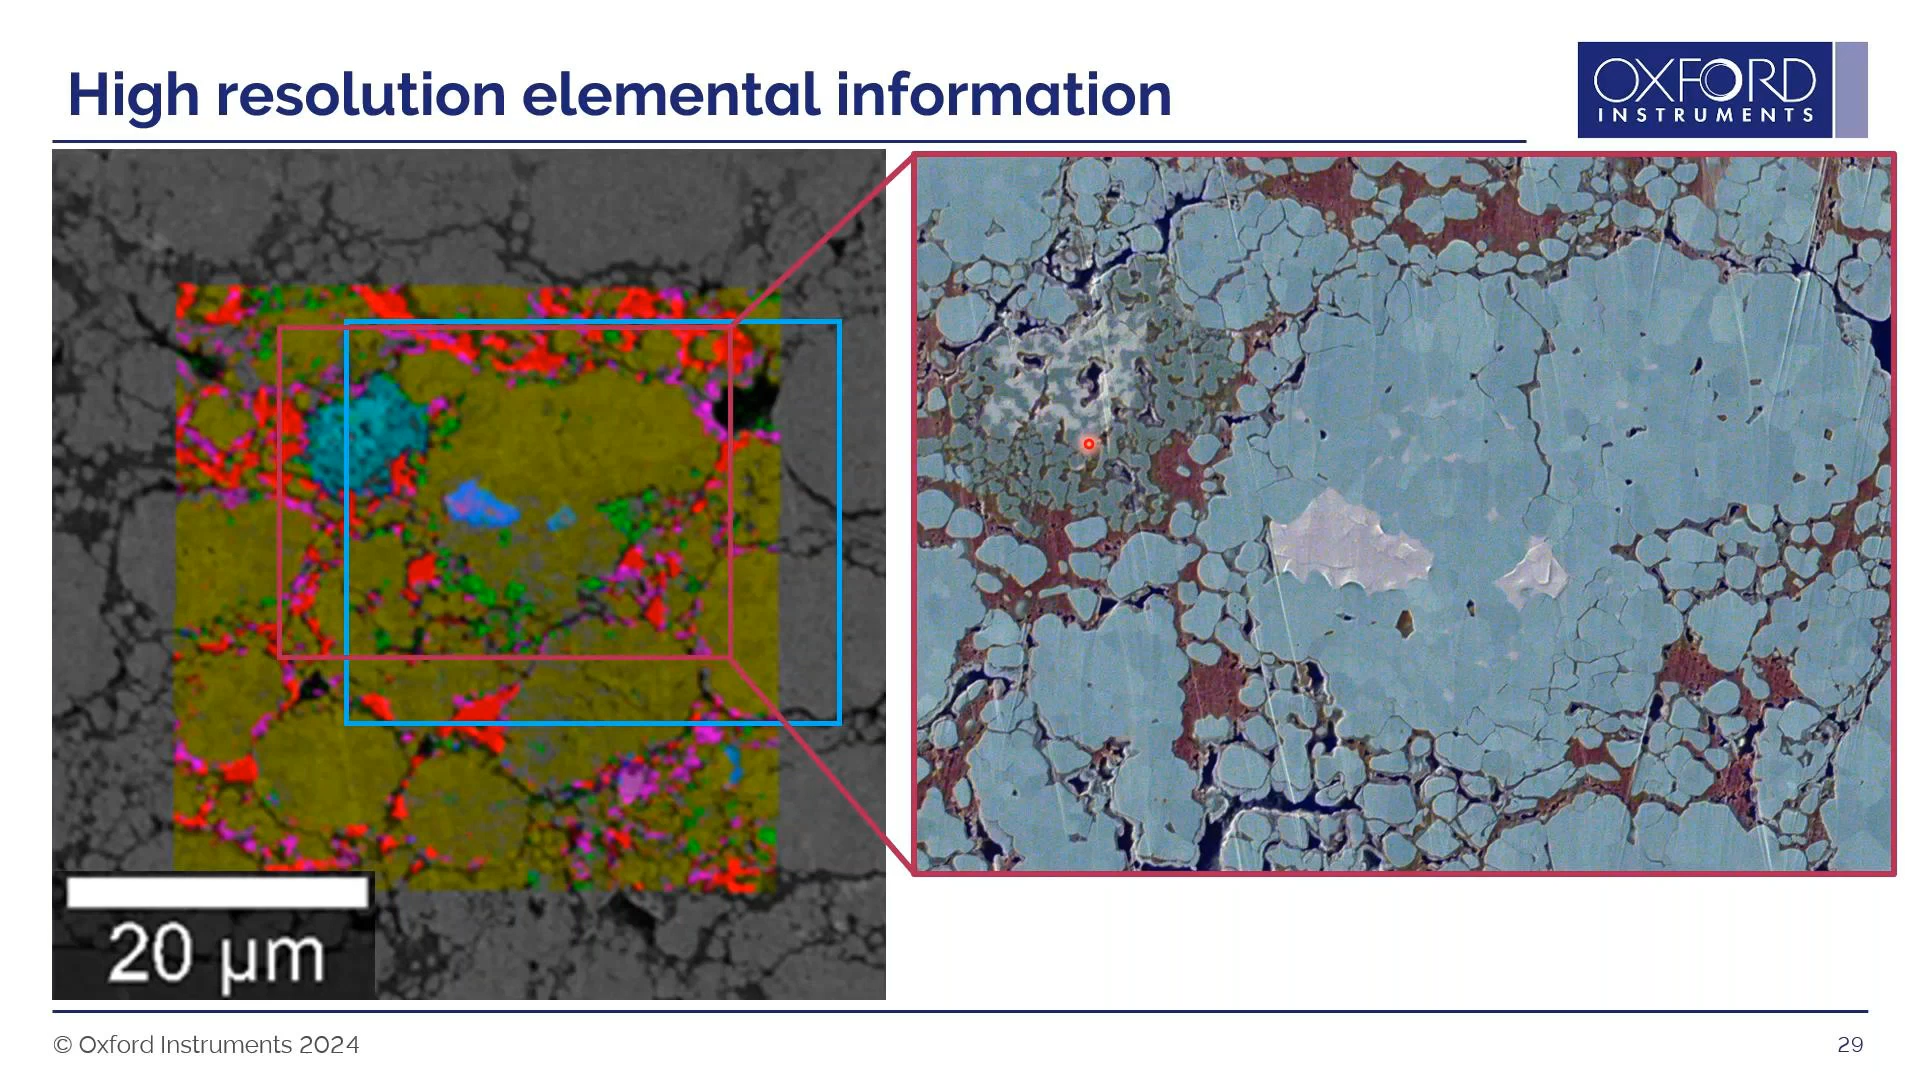 High resolution elemental information
OXFORD
INSTRUMENTS
20 µm
© Oxford Instruments 2024
29